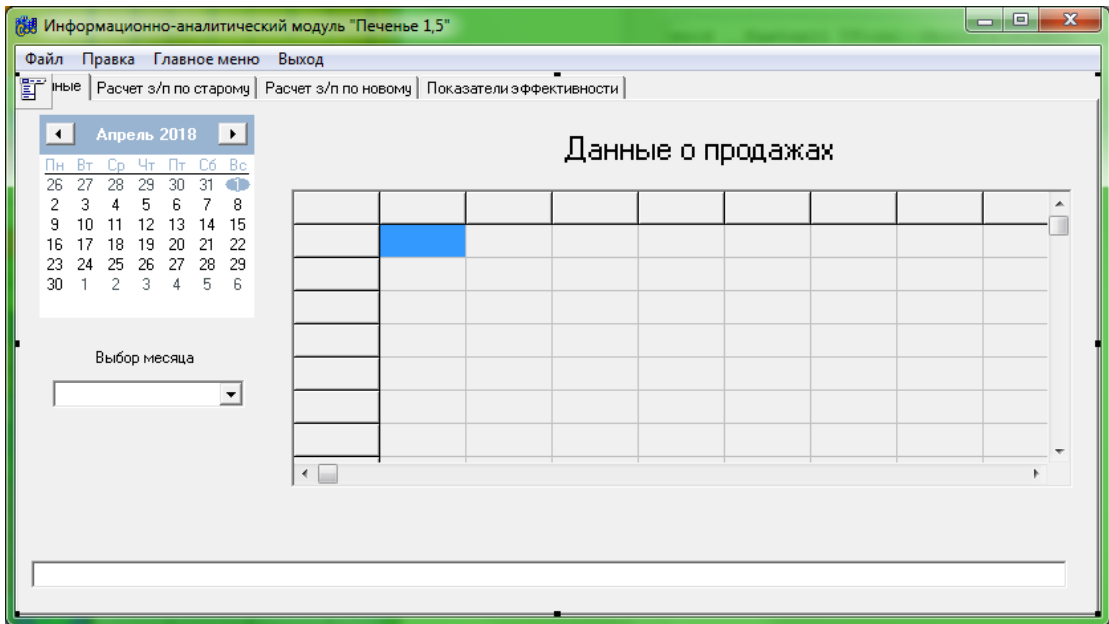 Информационно-аналитический модуль "Печенье 1,5"
Файл Правка Главное меню Выход
ные Расчет з/п по старому Расчет з/п по новому Показатели эффективности
Апрель 2018
Данные о продажах
Пн Вт Ср Чт Пт Сб Вс
26 27 28 29 30 31 1
2 3 4 5 6 7 8
9 10 11 12 13 14 15
16 17 18 19 20 21 22
23 24 25 26 27 28 29
30 1 2 3 4 5 6
Выбор месяца